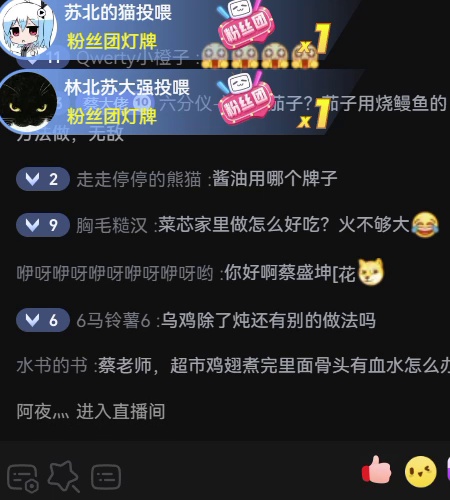 苏北的猫投喂
粉丝团灯牌
粉丝团
x1
11 Qwerty小橙子 :
林北苏大强投喂
粉丝团灯牌
粉丝团
x1
六分仪 茄子？茄子用烧鳗鱼的
方法做，无敌
2 走走停停的熊猫 :酱油用哪个牌子
9 胸毛糙汉 :菜芯家里做怎么好吃？火不够大
咿呀咿呀咿呀咿呀咿呀哟 :你好啊蔡盛坤[花
6 6马铃薯6 :乌鸡除了炖还有别的做法吗
水书的书 :蔡老师，超市鸡翅煮完里面骨头有血水怎么办
阿夜灬 进入直播间